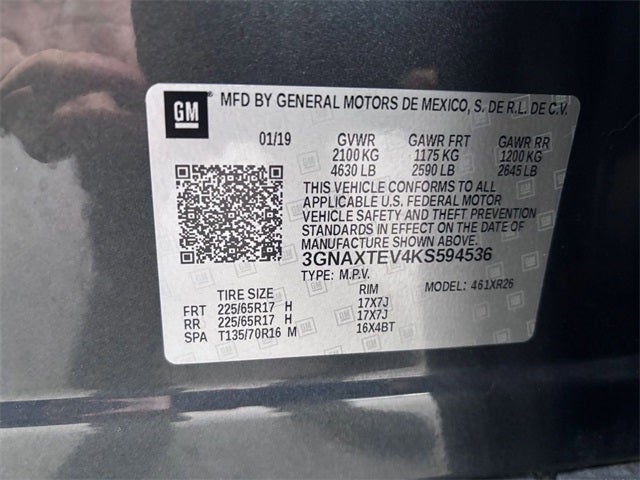 GM MFD BY GENERAL MOTORS DE MEXICO, S. DE R.L. DE C.V.
01/19 GVWR GAWR FRT GAWR RR
2100 KG 1175 KG 1200 KG
4630 LB 2590 LB 2645 LB
THIS VEHICLE CONFORMS TO ALL
APPLICABLE U.S. FEDERAL MOTOR
VEHICLE SAFETY AND THEFT PREVENTION
STANDARDS IN EFFECT ON THE DATE OF
MANUFACTURE SHOWN ABOVE.
3GNAXTEV4KS594536
TYPE: M.P.V. MODEL: 461XR26
TIRE SIZE RIM
FRT 225/65R17 H 17X7J
RR 225/65R17 H 17X7J
SPA T135/70R16 M 16X4BT